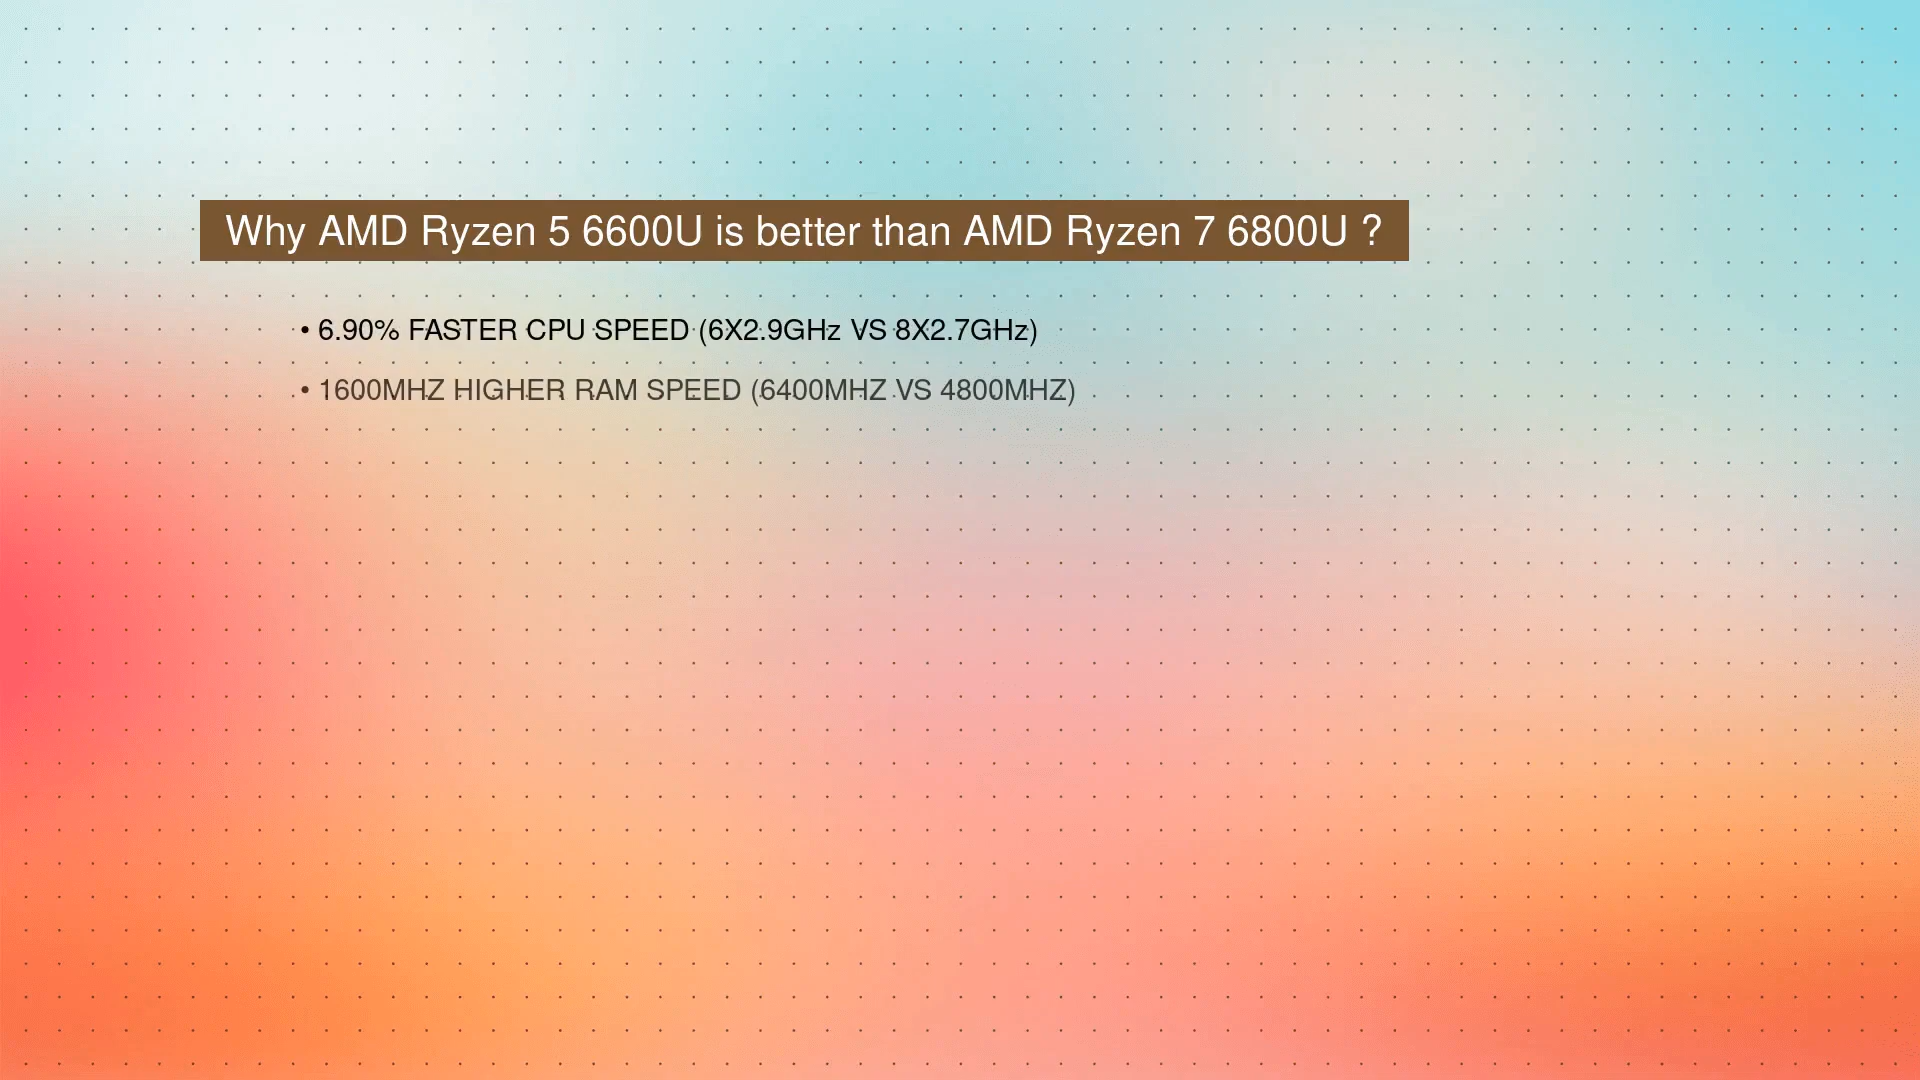 Why AMD Ryzen 5 6600U is better than AMD Ryzen 7 6800U ?
• 6.90% FASTER CPU SPEED (6X2.9GHz VS 8X2.7GHz)
• 1600MHZ HIGHER RAM SPEED (6400MHZ VS 4800MHZ)